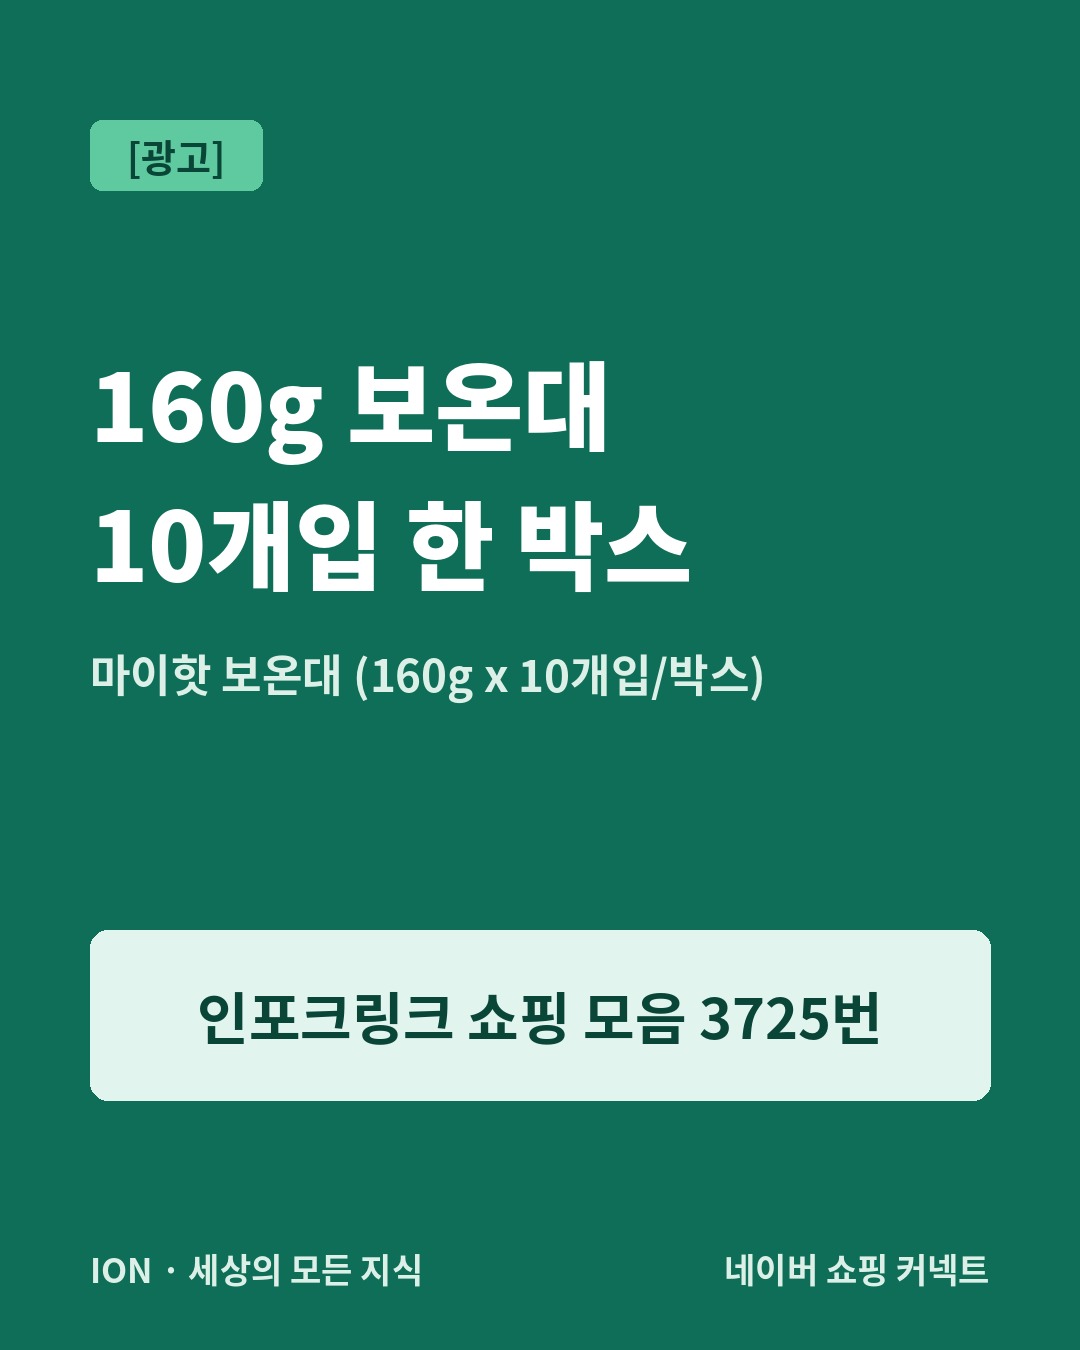 [광고]
160g 보온대
10개입 한 박스
마이핫 보온대 (160g x 10개입/박스)
인포크링크 쇼핑 모음 3725번
ION · 세상의 모든 지식
네이버 쇼핑 커넥트